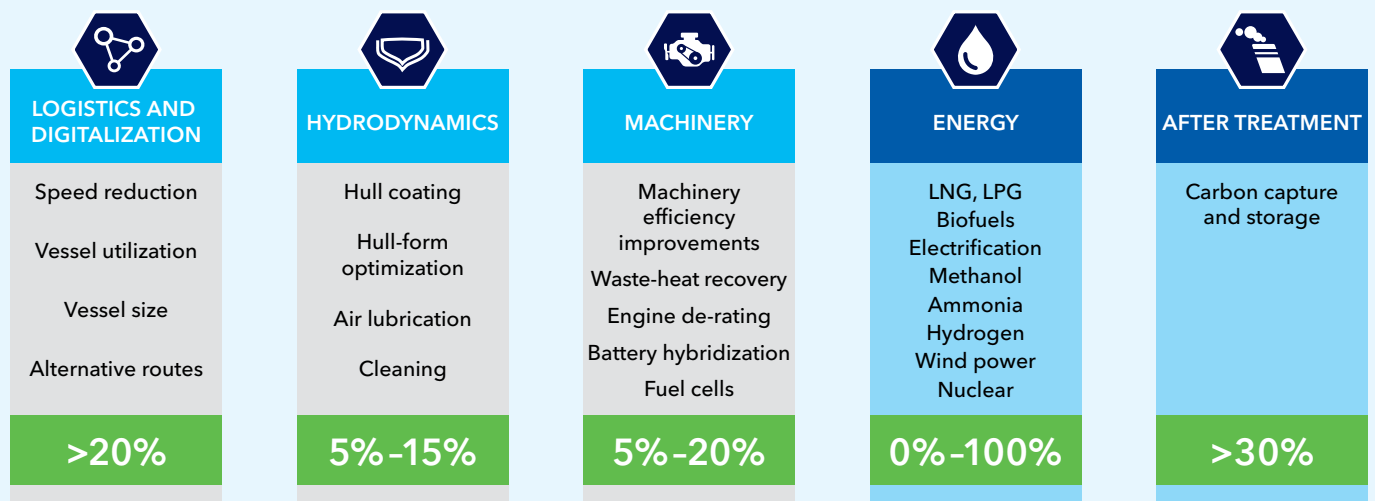 LOGISTICS AND
DIGITALIZATION
Speed reduction
Vessel utilization
Vessel size
Alternative routes
>20%
HYDRODYNAMICS
Hull coating
Hull-form
optimization
Air lubrication
Cleaning
5%–15%
MACHINERY
Machinery
efficiency
improvements
Waste-heat recovery
Engine de-rating
Battery hybridization
Fuel cells
5%–20%
ENERGY
LNG, LPG
Biofuels
Electrification
Methanol
Ammonia
Hydrogen
Wind power
Nuclear
0%–100%
AFTER TREATMENT
Carbon capture
and storage
>30%